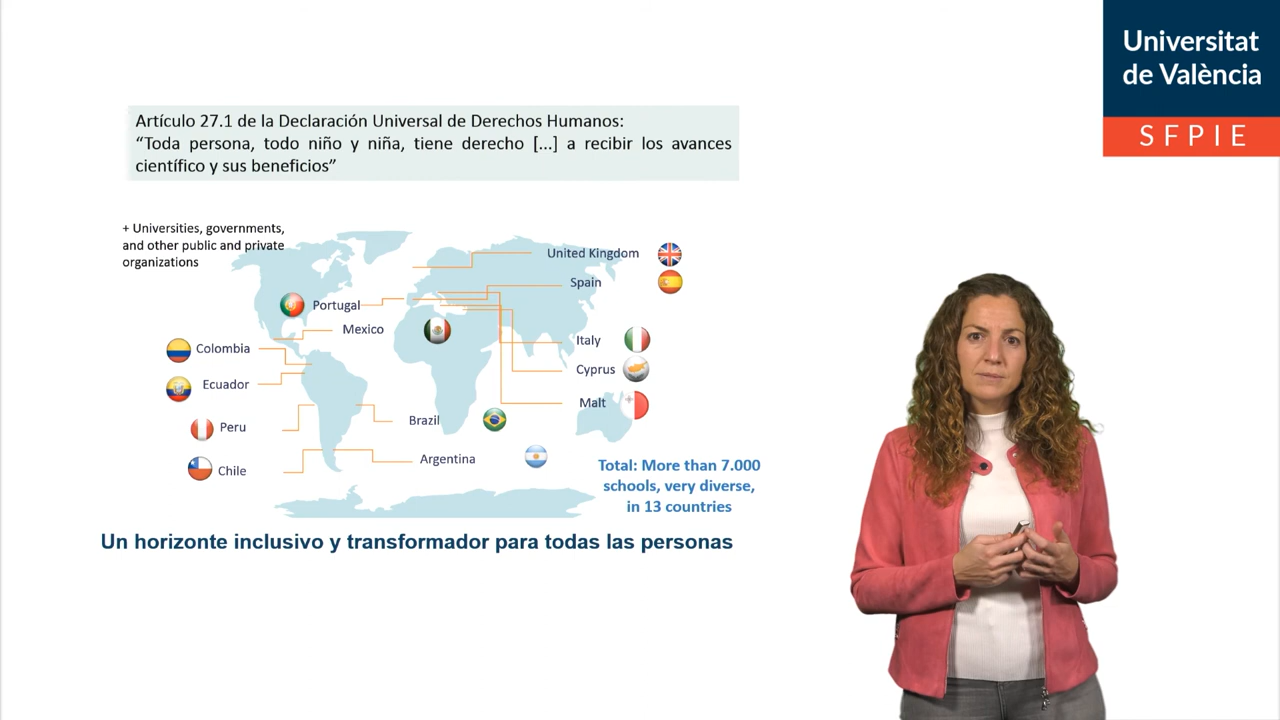 Universitat
de València
SFPIE
Artículo 27.1 de la Declaración Universal de Derechos Humanos:
“Toda persona, todo niño y niña, tiene derecho [...] a recibir los avances
científico y sus beneficios”
+ Universities, governments,
and other public and private
organizations
United Kingdom
Spain
Portugal
Mexico
Italy
Colombia
Cyprus
Ecuador
Malt
Brazil
Peru
Argentina
Chile
Total: More than 7.000
schools, very diverse,
in 13 countries
Un horizonte inclusivo y transformador para todas las personas